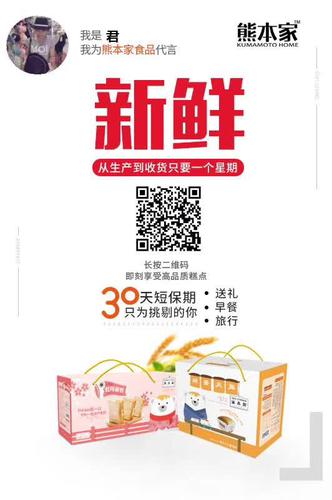 我是 君
我为熊本家食品代言
熊本家™
KUMAMOTO HOME
新鲜
从生产到收货只要一个星期
长按二维码
即刻享受高品质糕点
30天短保期
只为挑剔的你
• 送礼
• 早餐
• 旅行